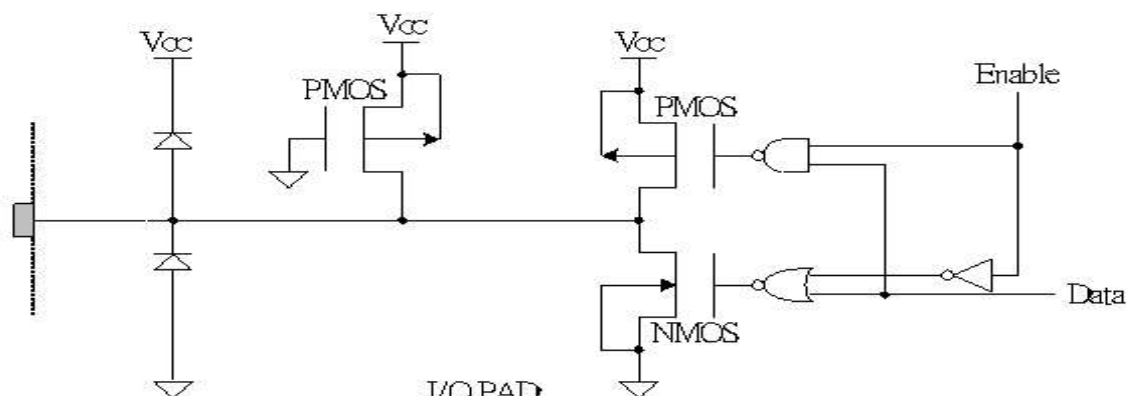 Vcc
Vcc
Vcc
Enable
PMOS
PMOS
Data
NMOS
I/O PAD